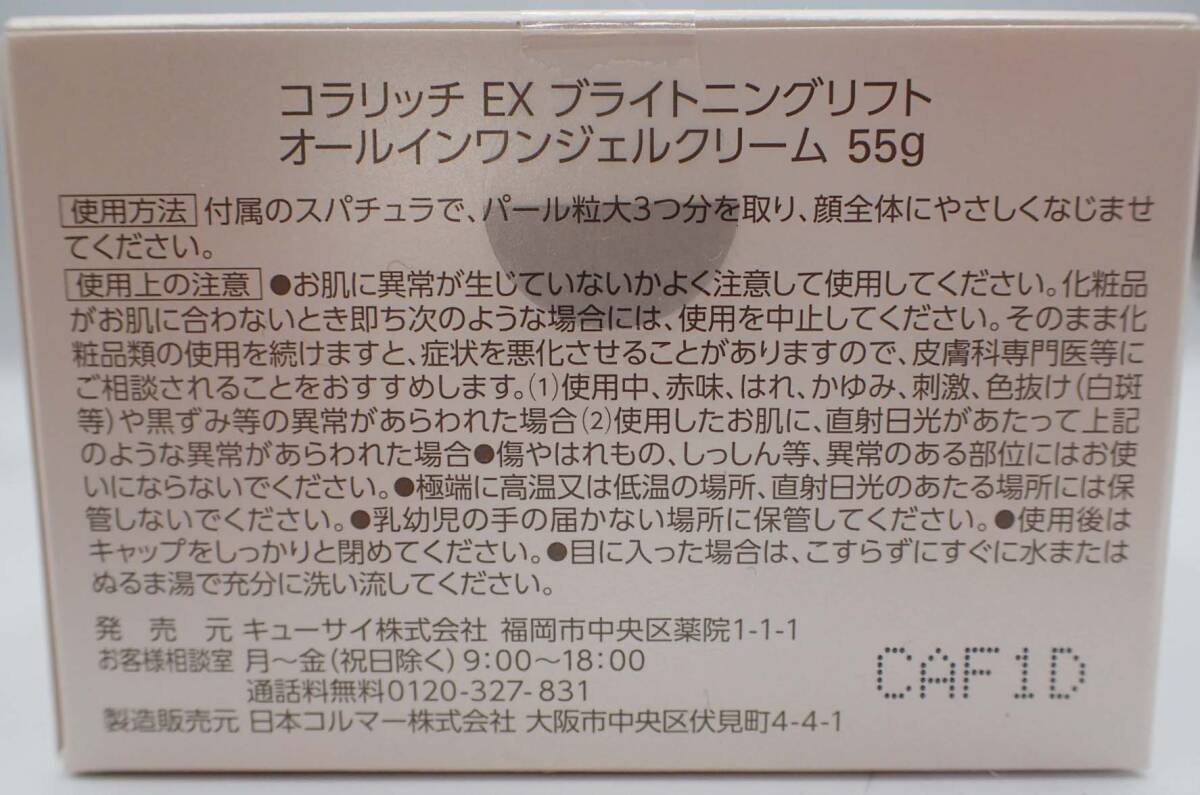 コラリッチ EX ブライトニングリフト
オールインワンジェルクリーム 55g
使用方法 付属のスパチュラで、パール粒大3つ分を取り、顔全体にやさしくなじませ
てください。
使用上の注意 ●お肌に異常が生じていないかよく注意して使用してください。化粧品
がお肌に合わないとき即ち次のような場合には、使用を中止してください。そのまま化
粧品類の使用を続けますと、症状を悪化させることがありますので、皮膚科専門医等に
ご相談されることをおすすめします。(1)使用中、赤味、はれ、かゆみ、刺激、色抜け(白斑
等)や黒ずみ等の異常があらわれた場合(2)使用したお肌に、直射日光があたって上記
のような異常があらわれた場合●傷やはれもの、しっしん等、異常のある部位にはお使
いにならないでください。●極端に高温又は低温の場所、直射日光のあたる場所には保
管しないでください。●乳幼児の手の届かない場所に保管してください。●使用後は
キャップをしっかりと閉めてください。●目に入った場合は、こすらずにすぐに水または
ぬるま湯で充分に洗い流してください。
発売元 キューサイ株式会社 福岡市中央区薬院1-1-1
お客様相談室 月～金(祝日除く)9:00～18:00
通話料無料0120-327-831
製造販売元 日本コルマー株式会社 大阪市中央区伏見町4-4-1
CAF1D